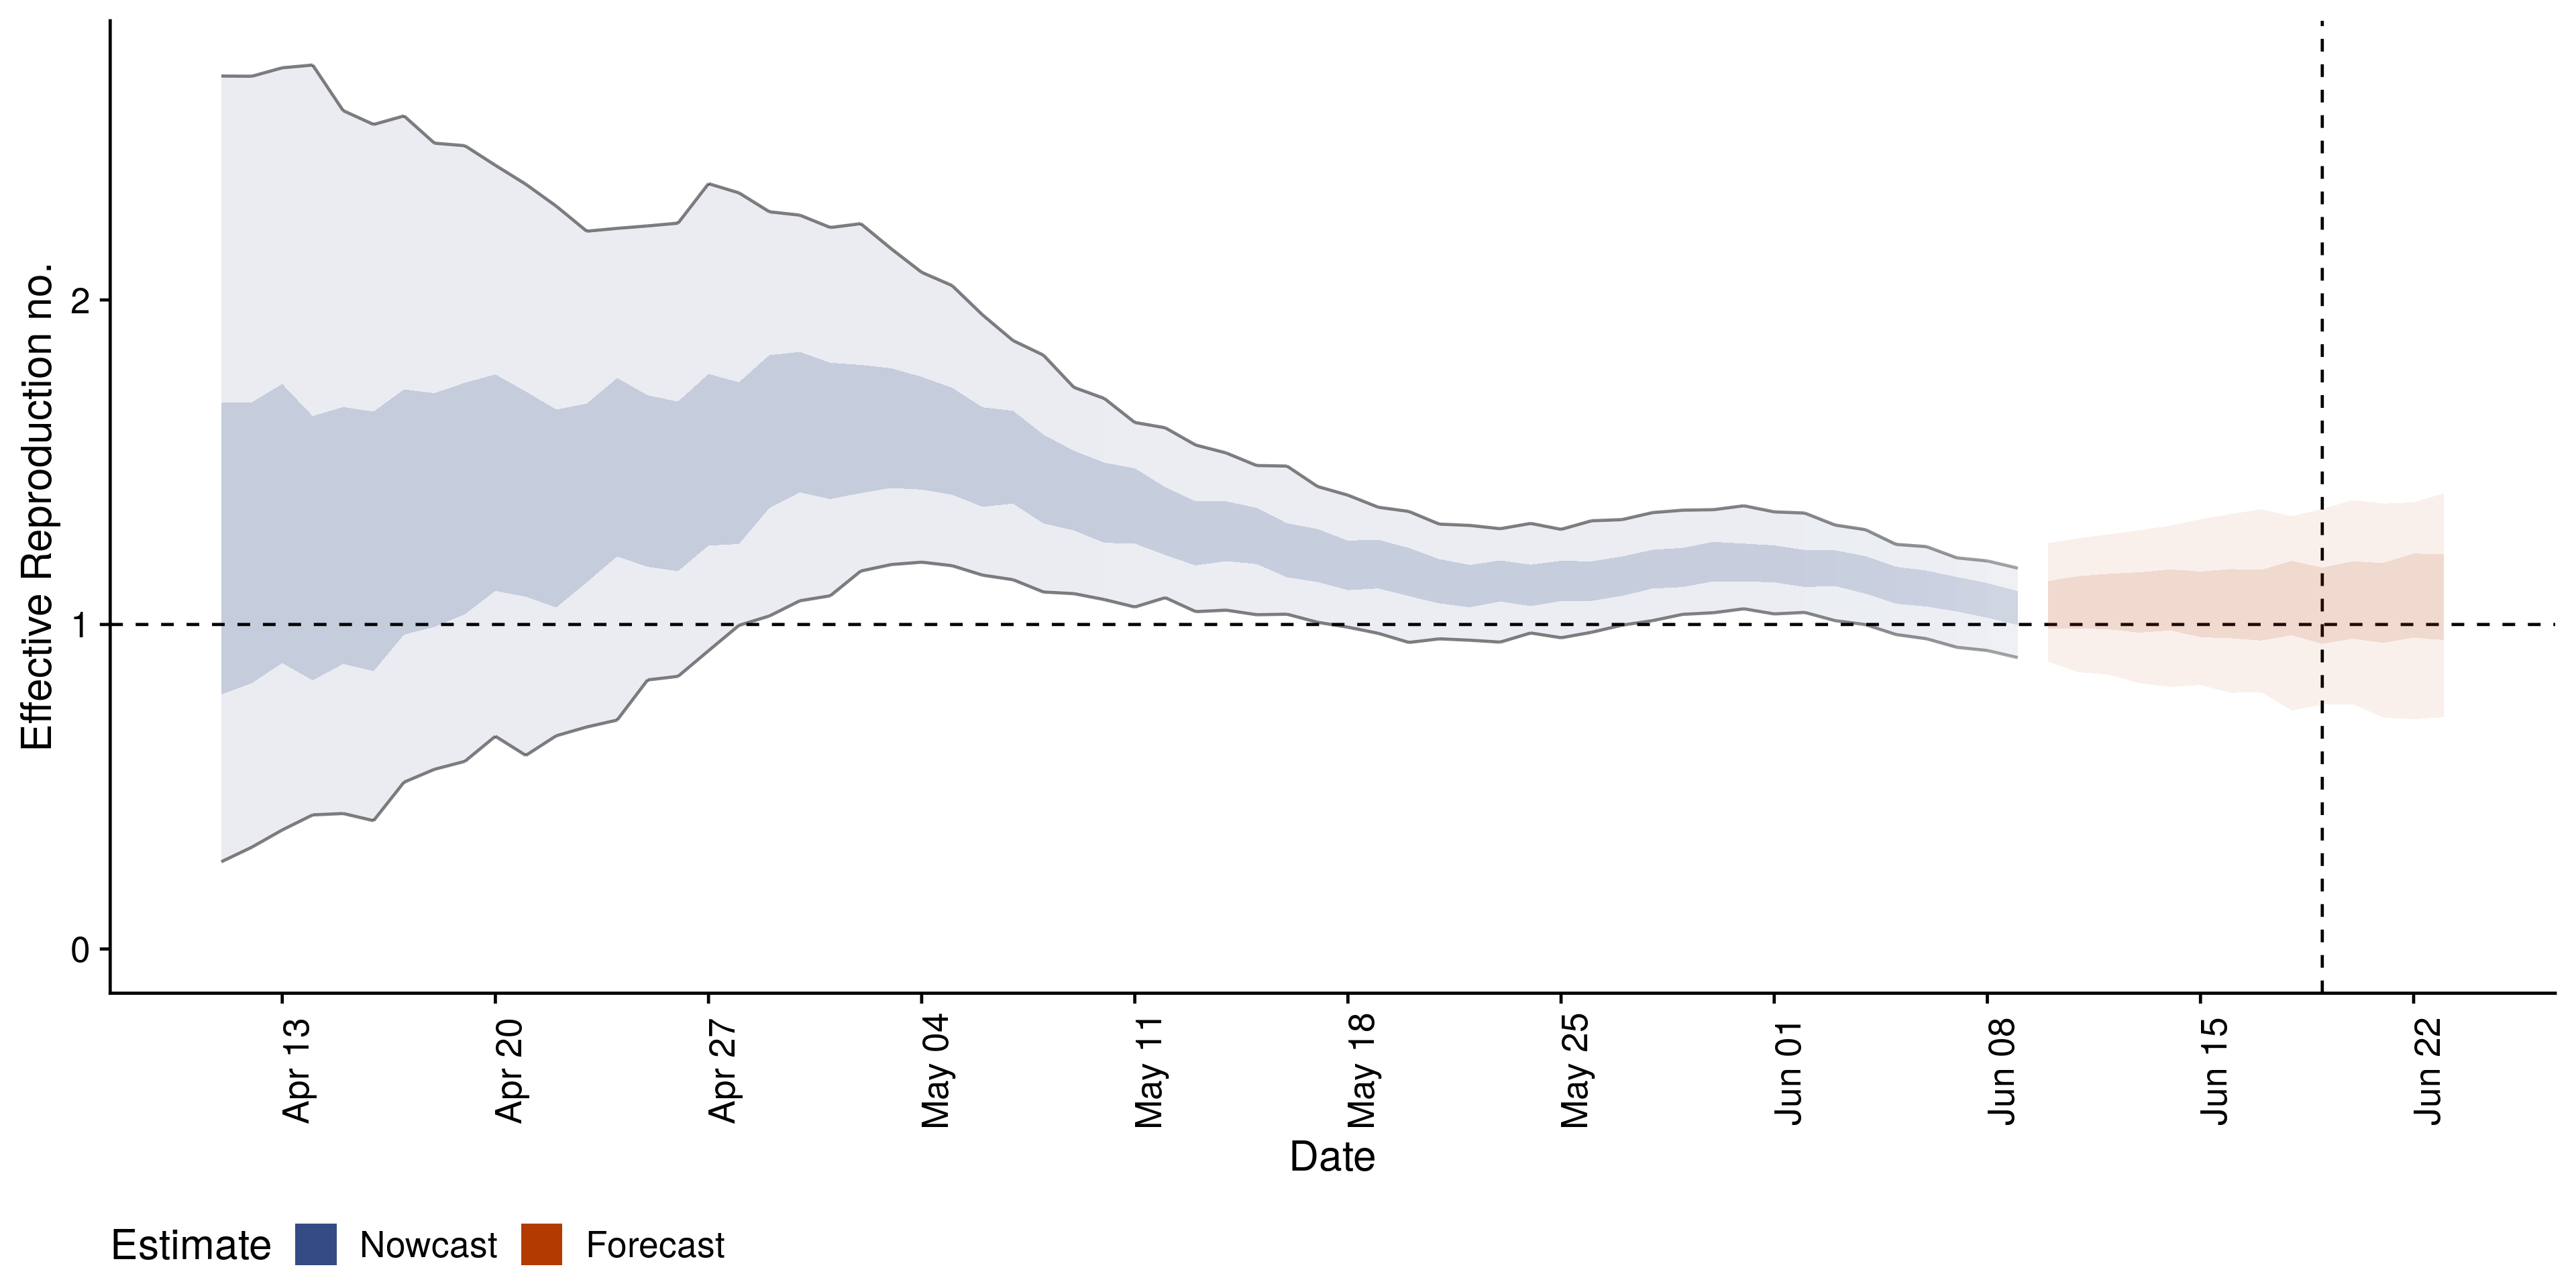 Effective Reproduction no.
2
1
0
Apr 13
Apr 20
Apr 27
May 04
May 11
May 18
May 25
Jun 01
Jun 08
Jun 15
Jun 22
Date
Estimate Nowcast Forecast